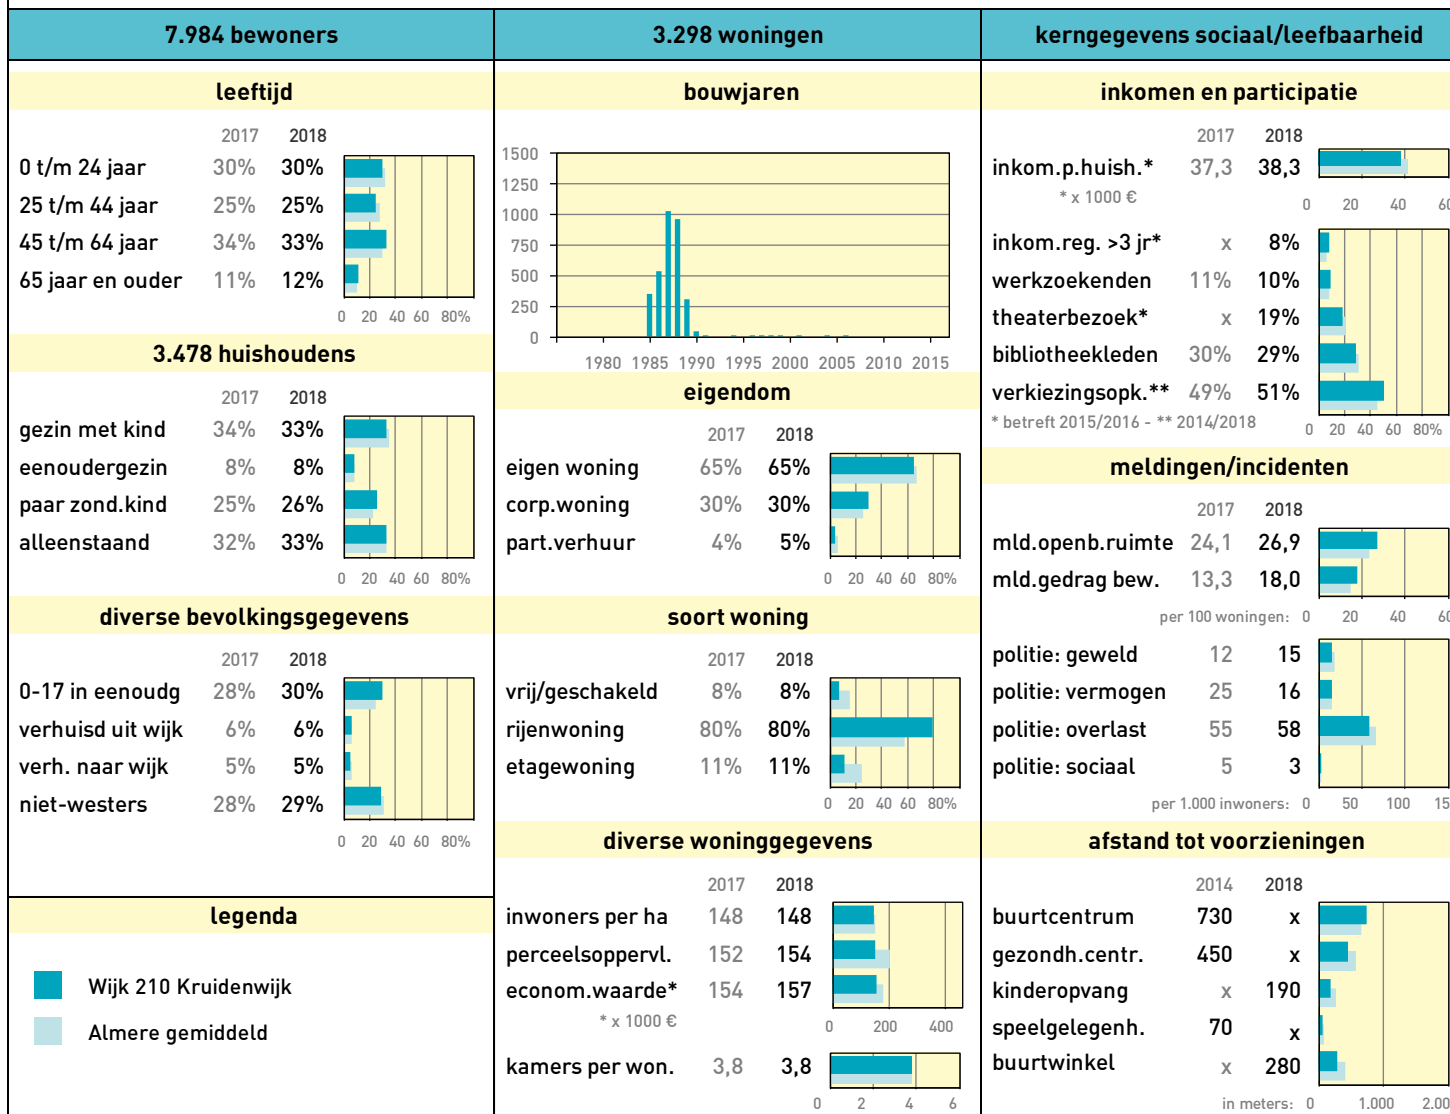 7.984 bewoners
leeftijd
2017 2018
0 t/m 24 jaar 30% 30%
25 t/m 44 jaar 25% 25%
45 t/m 64 jaar 34% 33%
65 jaar en ouder 11% 12%
0 20 40 60 80%
3.478 huishoudens
2017 2018
gezin met kind 34% 33%
eenoudergezin 8% 8%
paar zond.kind 25% 26%
alleenstaand 32% 33%
0 20 40 60 80%
diverse bevolkingsgegevens
2017 2018
0-17 in eenoudg 28% 30%
verhuisd uit wijk 6% 6%
verh. naar wijk 5% 5%
niet-westers 28% 29%
0 20 40 60 80%
legenda
Wijk 210 Kruidenwijk
Almere gemiddeld
3.298 woningen
bouwjaren
1500
1250
1000
750
500
250
0
1980 1985 1990 1995 2000 2005 2010 2015
eigendom
2017 2018
eigen woning 65% 65%
corp.woning 30% 30%
part.verhuur 4% 5%
0 20 40 60 80%
soort woning
2017 2018
vrij/geschakeld 8% 8%
rijenwoning 80% 80%
etagewoning 11% 11%
0 20 40 60 80%
diverse woninggegevens
2017 2018
inwoners per ha 148 148
perceelsoppervl. 152 154
econom.waarde* 154 157
* x 1000 €
0 200 400
kamers per won. 3,8 3,8
0 2 4 6
kerngegevens sociaal/leefbaarheid
inkomen en participatie
2017 2018
inkom.p.huish.* 37,3 38,3
* x 1000 €
0 20 40 60
inkom.reg. >3 jr* x 8%
werkzoekenden 11% 10%
theaterbezoek* x 19%
bibliotheekleden 30% 29%
verkiezingsopk.** 49% 51%
* betreft 2015/2016 - ** 2014/2018
0 20 40 60 80%
meldingen/incidenten
2017 2018
mld.openb.ruimte 24,1 26,9
mld.gedrag bew. 13,3 18,0
per 100 woningen: 0 20 40 60
politie: geweld 12 15
politie: vermogen 25 16
politie: overlast 55 58
politie: sociaal 5 3
per 1.000 inwoners: 0 50 100 15
afstand tot voorzieningen
2014 2018
buurtcentrum 730 x
gezondh.centr. 450 x
kinderopvang x 190
speelgelegenh. 70 x
buurtwinkel x 280
in meters: 0 1.000 2.00